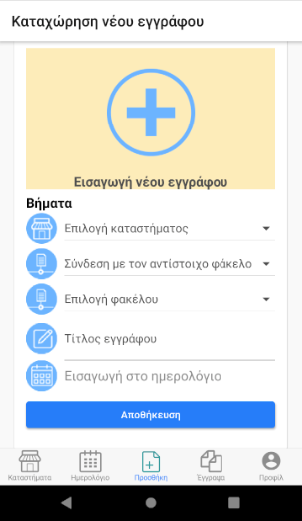 Καταχώρηση νέου εγγράφου
Εισαγωγή νέου εγγράφου
Βήματα
Επιλογή καταστήματος
Σύνδεση με τον αντίστοιχο φάκελο
Επιλογή φακέλου
Τίτλος εγγράφου
Εισαγωγή στο ημερολόγιο
Αποθήκευση
Καταστήματα Ημερολόγιο Προσθήκη Έγγραφα Προφίλ